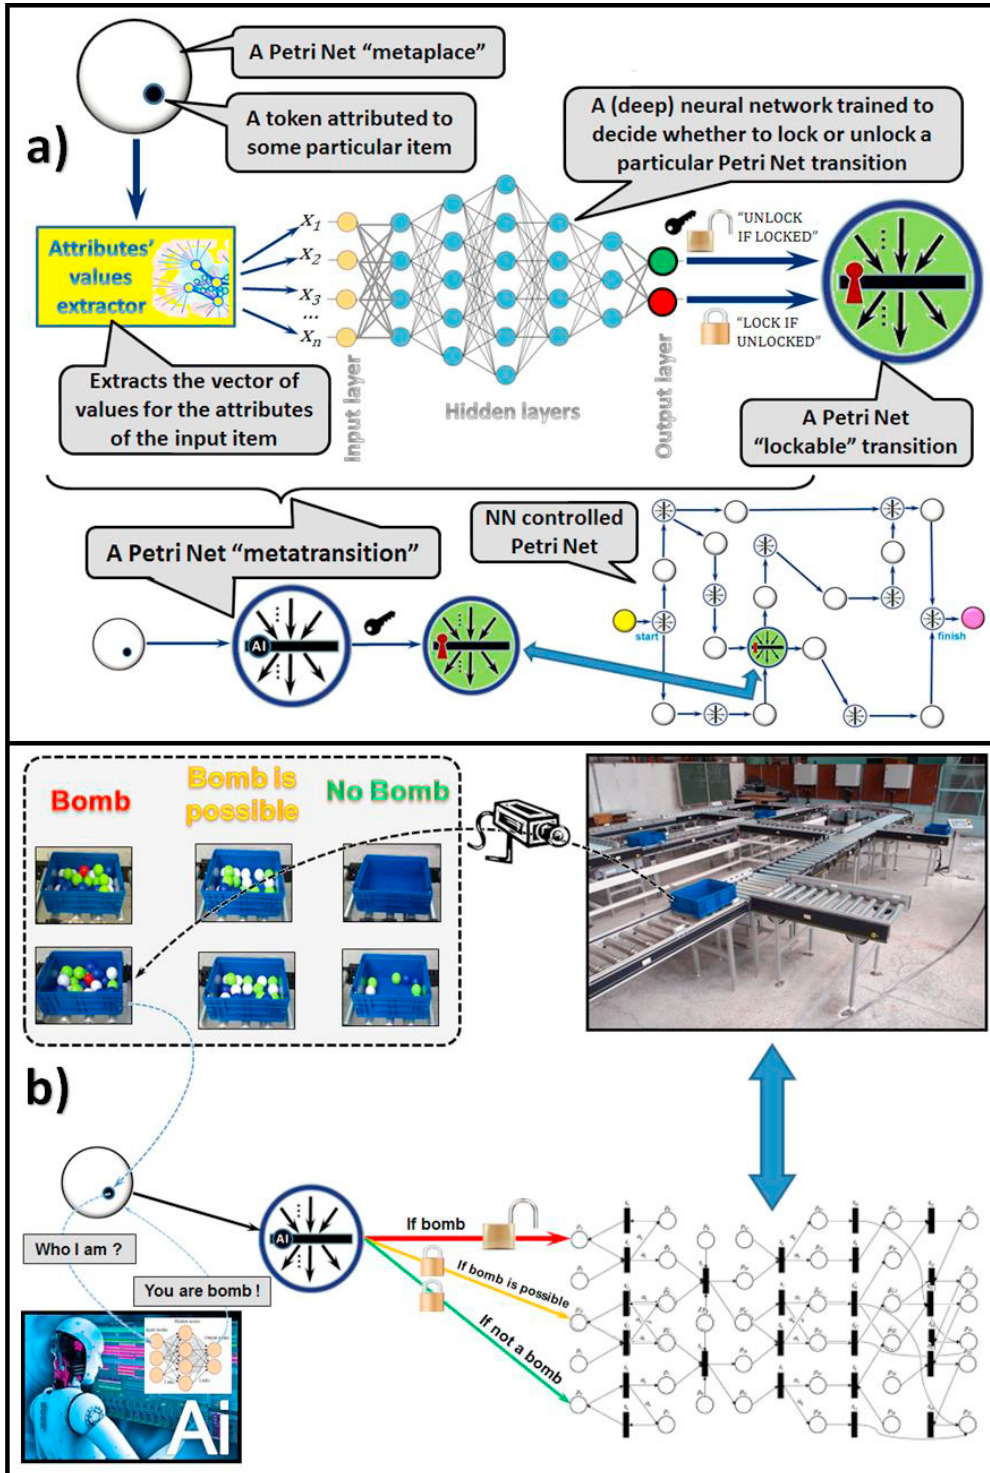 A Petri Net “metaplace”
A token attributed to
some particular item
A (deep) neural network trained to
decide whether to lock or unlock a
particular Petri Net transition
a)
Attributes’
values
extractor
X1
X2
X3
...
Xn
“UNLOCK
IF LOCKED”
“LOCK IF
UNLOCKED”
Extracts the vector of
values for the attributes
of the input item
Input layer
Hidden layers
Output layer
A Petri Net
“lockable” transition
A Petri Net “metatransition”
NN controlled
Petri Net
AI
start
finish
Bomb
Bomb is
possible
No Bomb
b)
Who I am ?
You are bomb !
AI
If bomb
If bomb is possible
If not a bomb
Ai